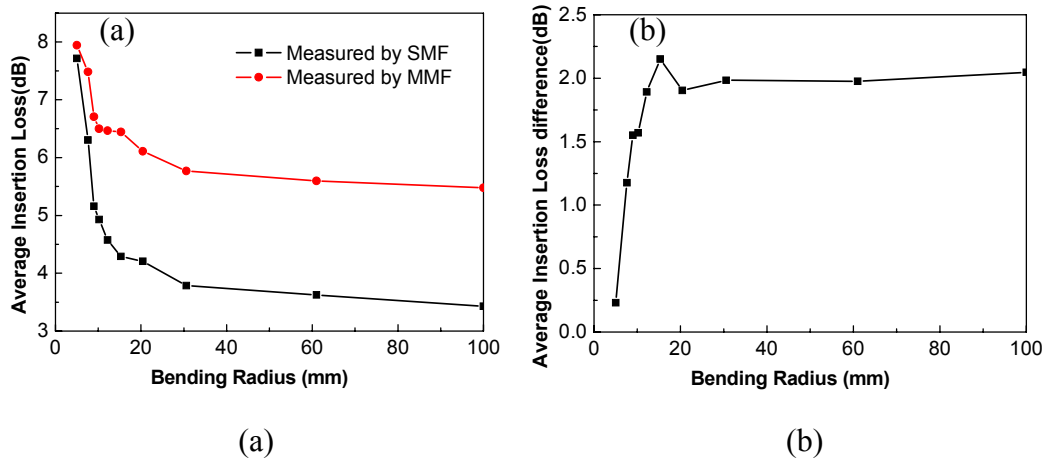 (a)
Measured by SMF
Measured by MMF
Average Insertion Loss(dB)
8
7
6
5
4
3
0 20 40 60 80 100
Bending Radius (mm)
(a)
(b)
Average Insertion Loss difference(dB)
2.5
2.0
1.5
1.0
0.5
0.0
0 20 40 60 80 100
Bending Radius (mm)
(b)